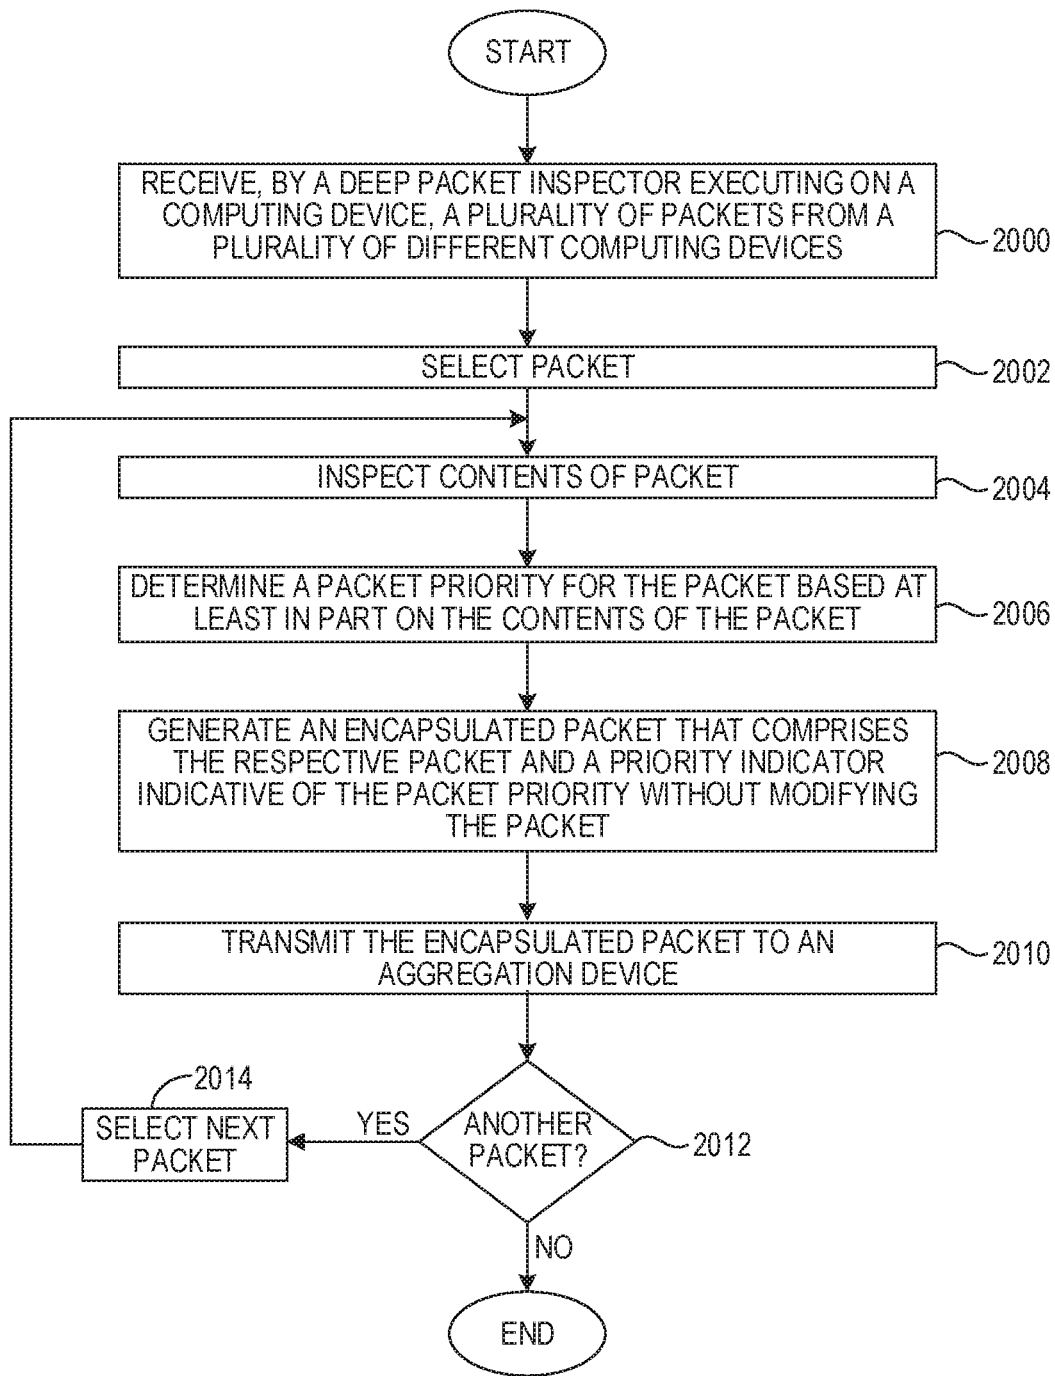 START
RECEIVE, BY A DEEP PACKET INSPECTOR EXECUTING ON A
COMPUTING DEVICE, A PLURALITY OF PACKETS FROM A
PLURALITY OF DIFFERENT COMPUTING DEVICES
2000
SELECT PACKET
2002
INSPECT CONTENTS OF PACKET
2004
DETERMINE A PACKET PRIORITY FOR THE PACKET BASED AT
LEAST IN PART ON THE CONTENTS OF THE PACKET
2006
GENERATE AN ENCAPSULATED PACKET THAT COMPRISES
THE RESPECTIVE PACKET AND A PRIORITY INDICATOR
INDICATIVE OF THE PACKET PRIORITY WITHOUT MODIFYING
THE PACKET
2008
TRANSMIT THE ENCAPSULATED PACKET TO AN
AGGREGATION DEVICE
2010
2014
SELECT NEXT
PACKET
YES
ANOTHER
PACKET?
2012
NO
END